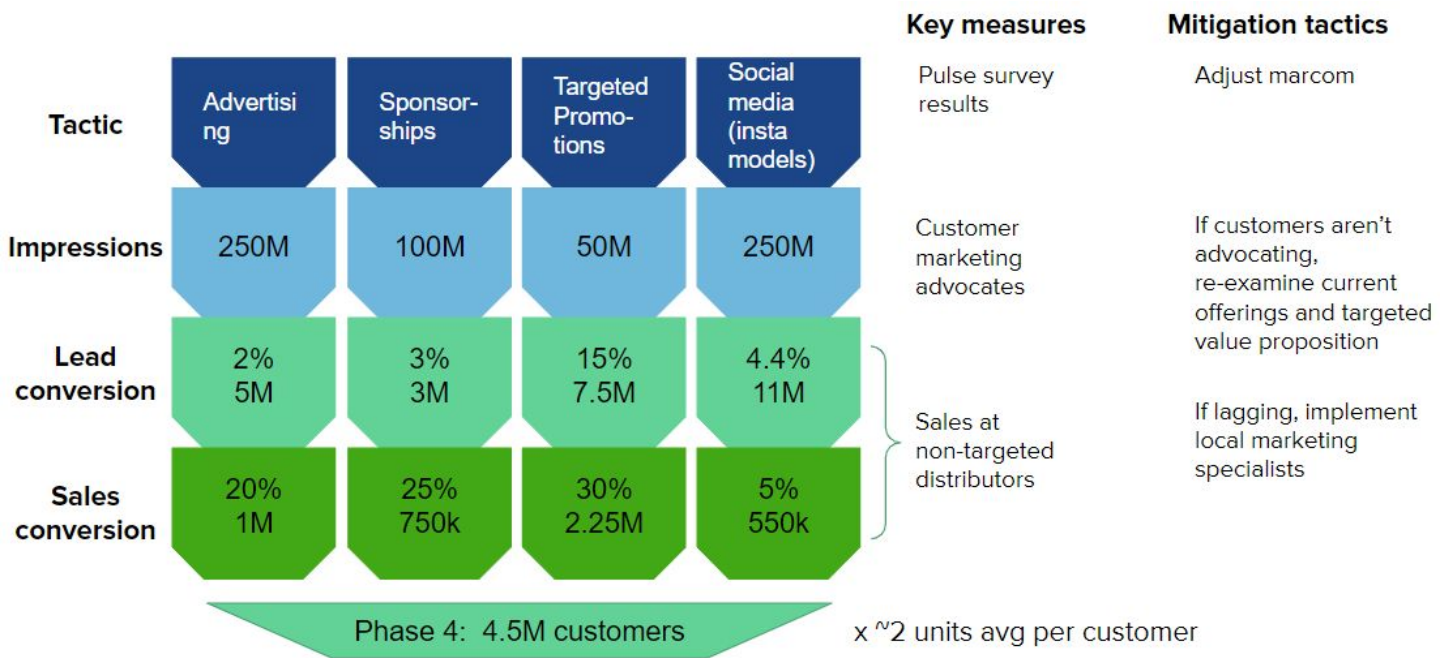 Key measures
Mitigation tactics
Tactic
Advertisi
ng
Sponsor-
ships
Targeted
Promo-
tions
Social
media
(insta
models)
Pulse survey
results
Adjust marcom
Impressions
250M
100M
50M
250M
Customer
marketing
advocates
If customers aren’t
advocating,
re-examine current
offerings and targeted
value proposition
Lead
conversion
2%
5M
3%
3M
15%
7.5M
4.4%
11M
Sales at
non-targeted
distributors
If lagging, implement
local marketing
specialists
Sales
conversion
20%
1M
25%
750k
30%
2.25M
5%
550k
Phase 4: 4.5M customers
x ~2 units avg per customer